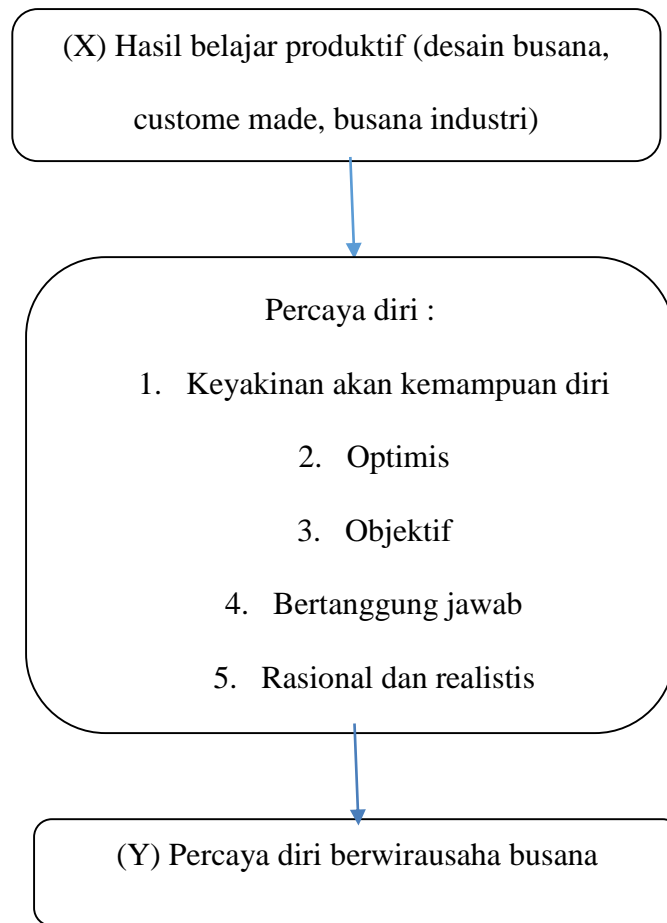 (X) Hasil belajar produktif (desain busana,
custome made, busana industri)
Percaya diri :
1. Keyakinan akan kemampuan diri
2. Optimis
3. Objektif
4. Bertanggung jawab
5. Rasional dan realistis
(Y) Percaya diri berwirausaha busana